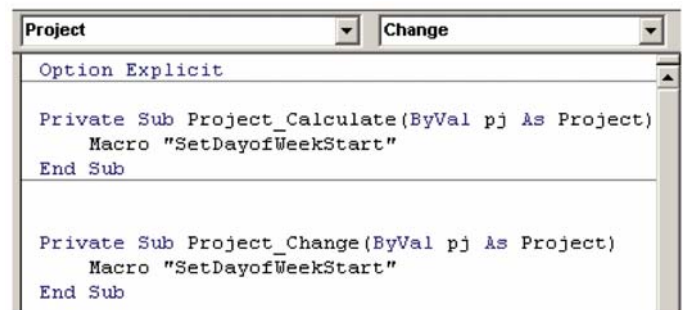 Project Change
Option Explicit
Private Sub Project_Calculate(ByVal pj As Project)
Macro "SetDayofWeekStart"
End Sub
Private Sub Project_Change(ByVal pj As Project)
Macro "SetDayofWeekStart"
End Sub